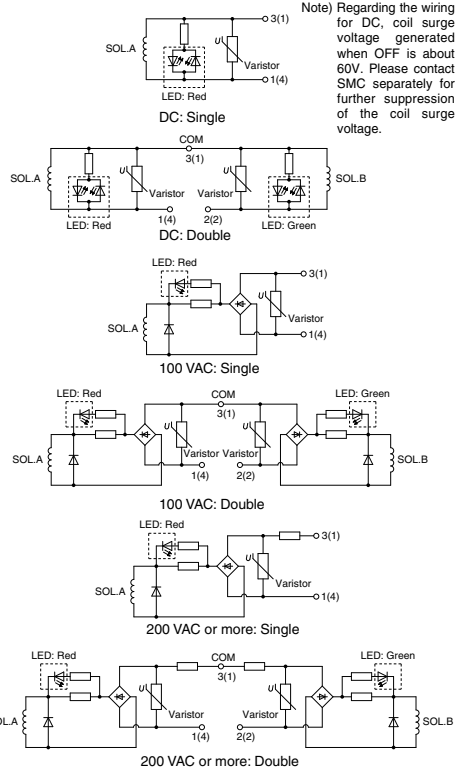 Note) Regarding the wiring
for DC, coil surge
voltage generated
when OFF is about
60V. Please contact
SMC separately for
further suppression
of the coil surge
voltage.
3(1)
SOL.A
U
Varistor
1(4)
LED: Red
DC: Single
COM
3(1)
SOL.A
U
Varistor
Varistor
U
SOL.B
LED: Red
1(4)
2(2)
LED: Green
DC: Double
LED: Red
3(1)
U
SOL.A
Varistor
1(4)
100 VAC: Single
LED: Red
COM
3(1)
LED: Green
U
U
SOL.A
Varistor
Varistor
SOL.B
1(4)
2(2)
100 VAC: Double
LED: Red
3(1)
U
SOL.A
Varistor
1(4)
200 VAC or more: Single
LED: Red
COM
3(1)
LED: Green
U
U
OL.A
Varistor
Varistor
SOL.B
1(4)
2(2)
200 VAC or more: Double